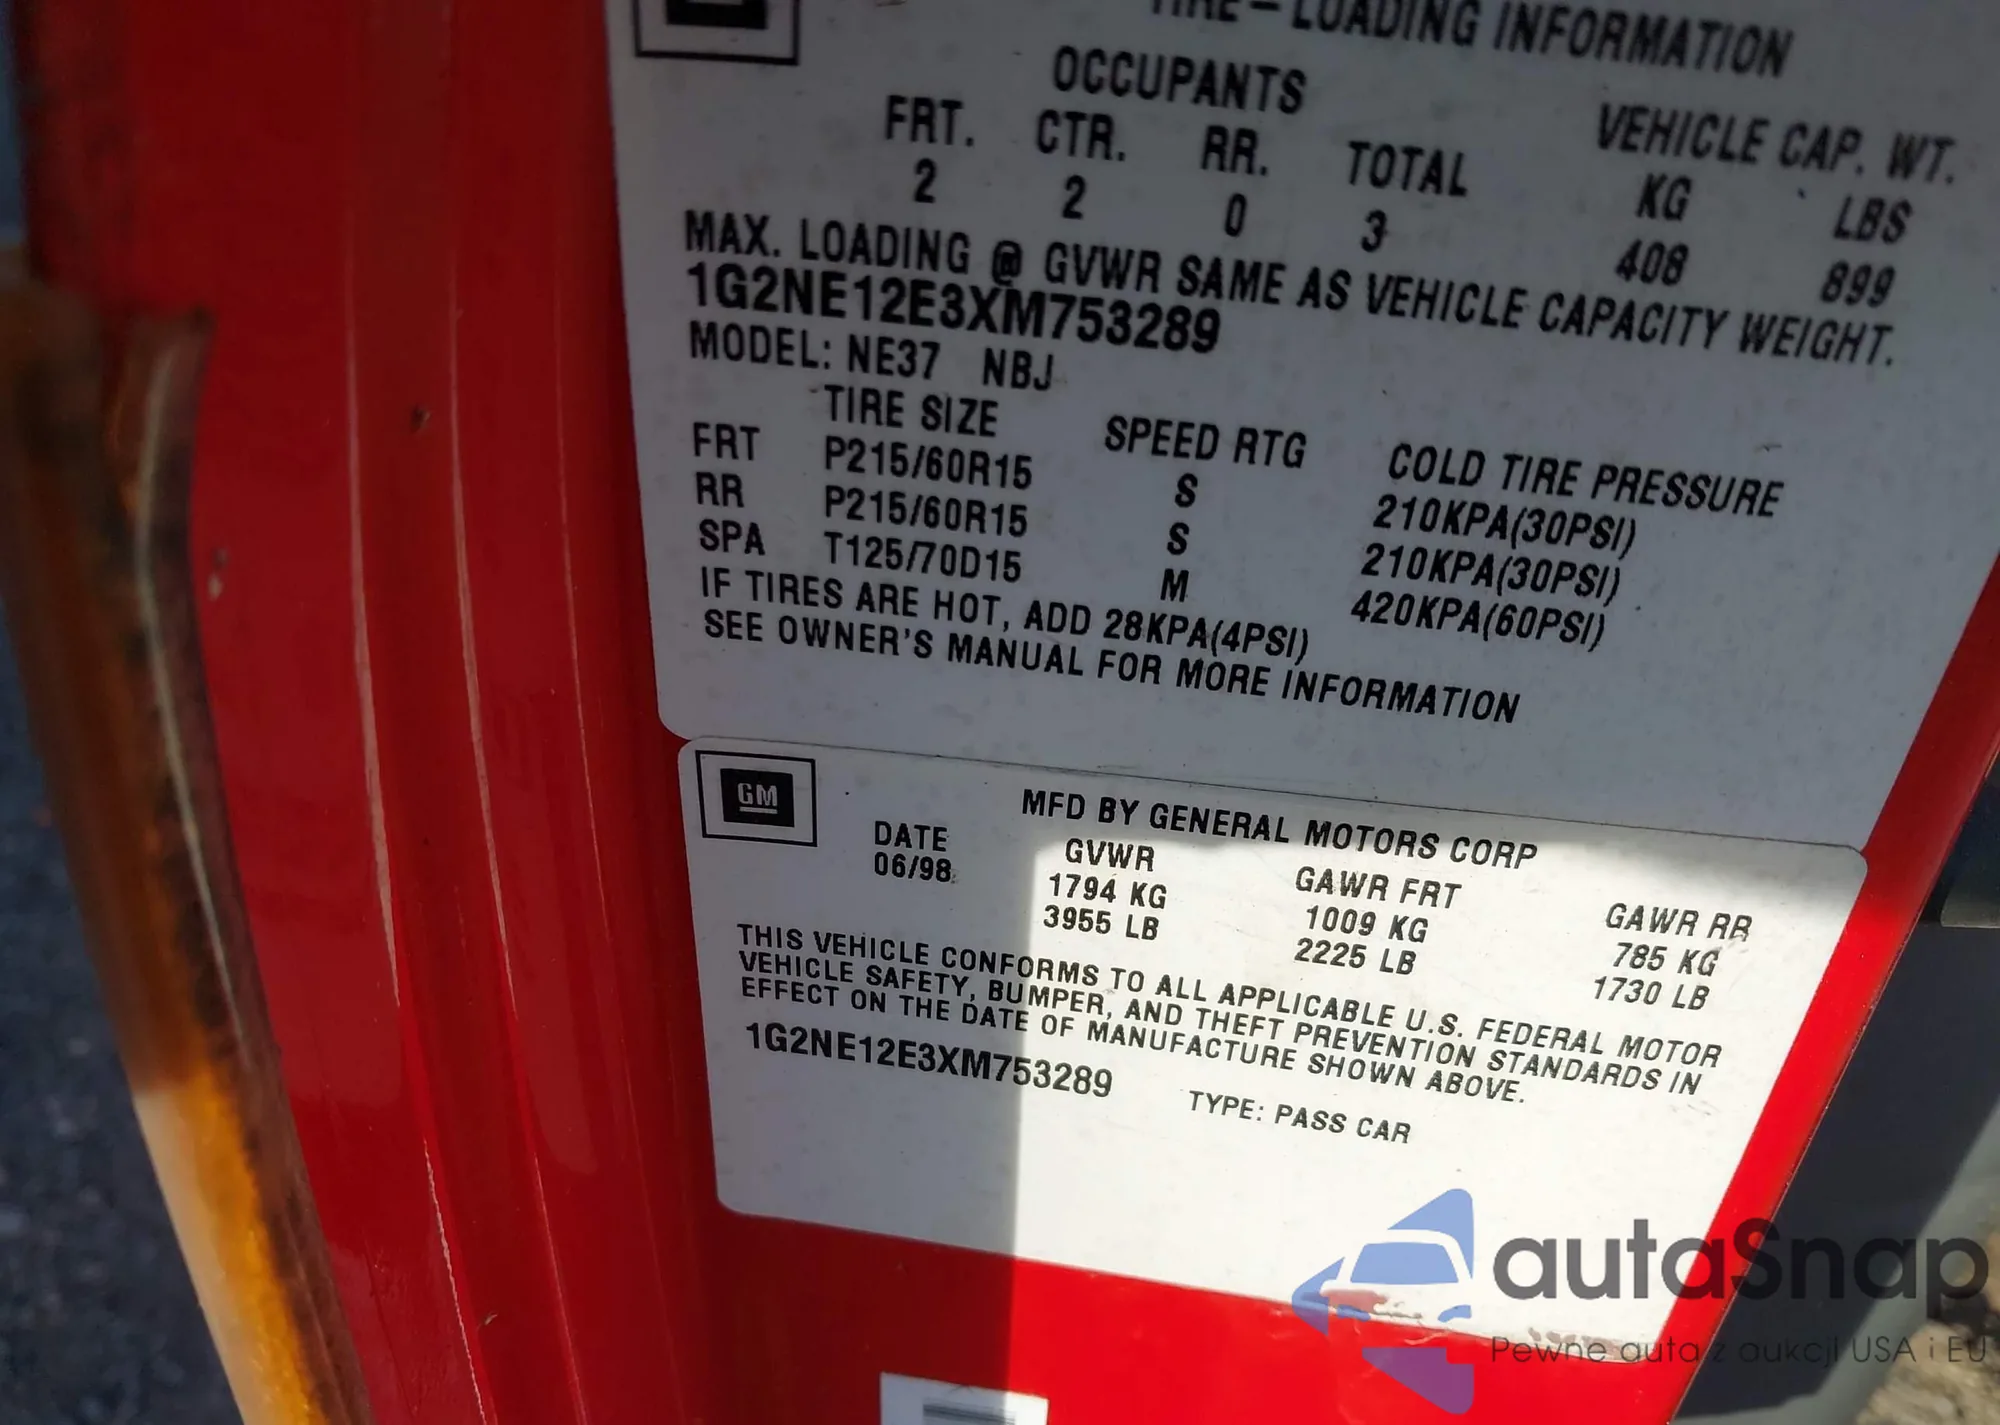 TIRE-LOADING INFORMATION
OCCUPANTS
VEHICLE CAP. WT.
FRT. CTR. RR. TOTAL KG LBS
2 2 0 3 408 899
MAX. LOADING @ GVWR SAME AS VEHICLE CAPACITY WEIGHT.
1G2NE12E3XM753289
MODEL: NE37 NBJ
TIRE SIZE SPEED RTG COLD TIRE PRESSURE
FRT P215/60R15 S 210KPA(30PSI)
RR P215/60R15 S 210KPA(30PSI)
SPA T125/70D15 M 420KPA(60PSI)
IF TIRES ARE HOT, ADD 28KPA(4PSI)
SEE OWNER'S MANUAL FOR MORE INFORMATION
GM
MFD BY GENERAL MOTORS CORP
DATE GVWR GAWR FRT GAWR RR
06/98 1794 KG 1009 KG 785 KG
3955 LB 2225 LB 1730 LB
THIS VEHICLE CONFORMS TO ALL APPLICABLE U.S. FEDERAL MOTOR
VEHICLE SAFETY, BUMPER, AND THEFT PREVENTION STANDARDS IN
EFFECT ON THE DATE OF MANUFACTURE SHOWN ABOVE.
1G2NE12E3XM753289 TYPE: PASS CAR
autaSnap
Pewne auta z aukcji USA i EU